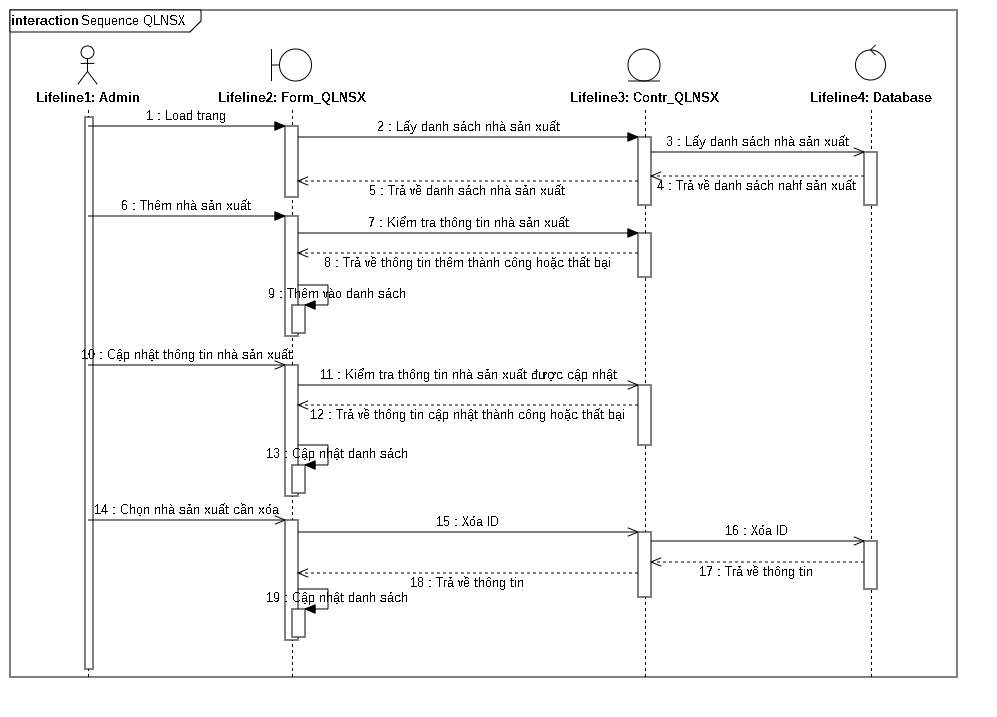 interaction Sequence QLNSX
Lifeline1: Admin
Lifeline2: Form_QLNSX
Lifeline3: Contr_QLNSX
Lifeline4: Database
1 : Load trang
2 : Lấy danh sách nhà sản xuất
3 : Lấy danh sách nhà sản xuất
4 : Trả về danh sách nahf sản xuất
5 : Trả về danh sách nhà sản xuất
6 : Thêm nhà sản xuất
7 : Kiểm tra thông tin nhà sản xuất
8 : Trả về thông tin thêm thành công hoặc thất bại
9 : Thêm vào danh sách
10 : Cập nhật thông tin nhà sản xuất
11 : Kiểm tra thông tin nhà sản xuất được cập nhật
12 : Trả về thông tin cập nhật thành công hoặc thất bại
13 : Cập nhật danh sách
14 : Chọn nhà sản xuất cần xóa
15 : Xóa ID
16 : Xóa ID
17 : Trả về thông tin
18 : Trả về thông tin
19 : Cập nhật danh sách